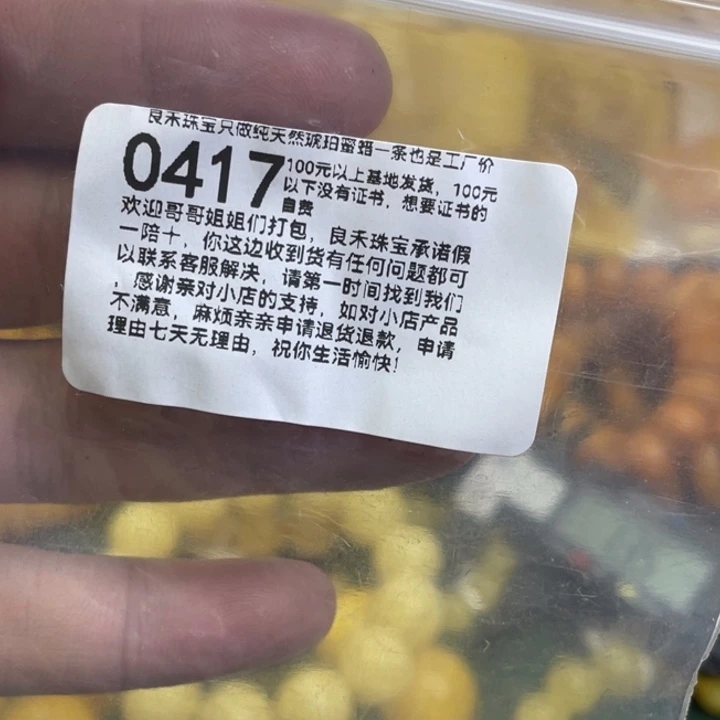 良禾珠宝只做纯天然琥珀蜜蜡一条也是工厂价
0417
100元以上基地发货，100元
以下没有证书，想要证书的
自费
欢迎哥哥姐姐们打包，良禾珠宝承诺假
一陪十，你这边收到货有任何问题都可
以联系客服解决，请第一时间找到我们
，感谢亲对小店的支持，如对小店产品
不满意，麻烦亲亲申请退货退款，申请
理由七天无理由，祝你生活愉快！